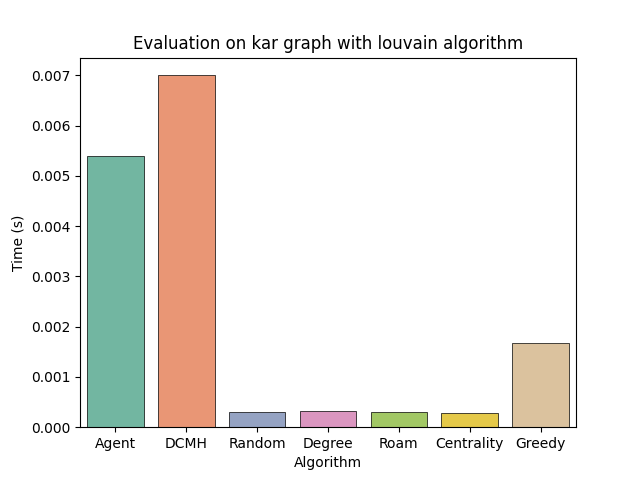 Evaluation on kar graph with louvain algorithm
0.007
0.006
0.005
0.004
0.003
0.002
0.001
0.000
Time (s)
Agent DCMH Random Degree Roam Centrality Greedy
Algorithm